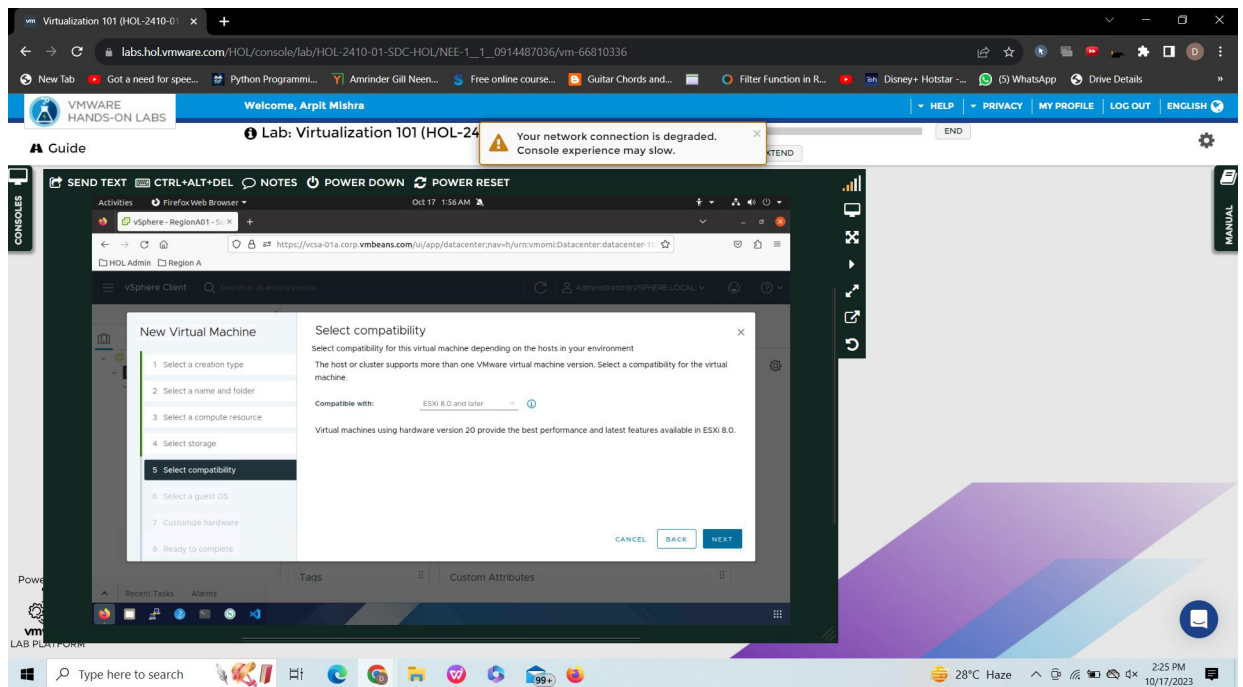 Virtualization 101 (HOL-2410-01
labs.hol.vmware.com/HOL/console/lab/HOL-2410-01-SDC-HOL/NEE-1__1__0914487036/vm-66810336
New Tab Got a need for spee... Python Programmi... Amrinder Gill Neen... Free online course... Guitar Chords and... Filter Function in R... Disney+ Hotstar -... (5) WhatsApp Drive Details »
VMWARE
HANDS-ON LABS
Welcome, Arpit Mishra
HELP PRIVACY MY PROFILE LOG OUT ENGLISH
Guide
Lab: Virtualization 101 (HOL-24
Your network connection is degraded.
Console experience may slow.
END
XTEND
CONSOLES
SEND TEXT CTRL+ALT+DEL NOTES POWER DOWN POWER RESET
MANUAL
Activities Firefox Web Browser Oct 17 1:56 AM
vSphere - RegionA01 - Su
https://vcsa-01a.corp.vmbeans.com/ui/app/datacenter;nav=h/urn:vmomi:Datacenter:datacenter-10
HOL Admin Region A
vSphere Client Search in all environments Administrator@VSPHERE.LOCAL
New Virtual Machine
1 Select a creation type
2 Select a name and folder
3 Select a compute resource
4 Select storage
5 Select compatibility
6 Select a guest OS
7 Customize hardware
8 Ready to complete
Select compatibility
Select compatibility for this virtual machine depending on the hosts in your environment
The host or cluster supports more than one VMware virtual machine version. Select a compatibility for the virtual
machine.
Compatible with: ESXi 8.0 and later
Virtual machines using hardware version 20 provide the best performance and latest features available in ESXi 8.0.
CANCEL BACK NEXT
Tags Custom Attributes
Recent Tasks Alarms
Powe
vm
LAB PLATFORM
Type here to search
99+
28°C Haze
2:25 PM
10/17/2023